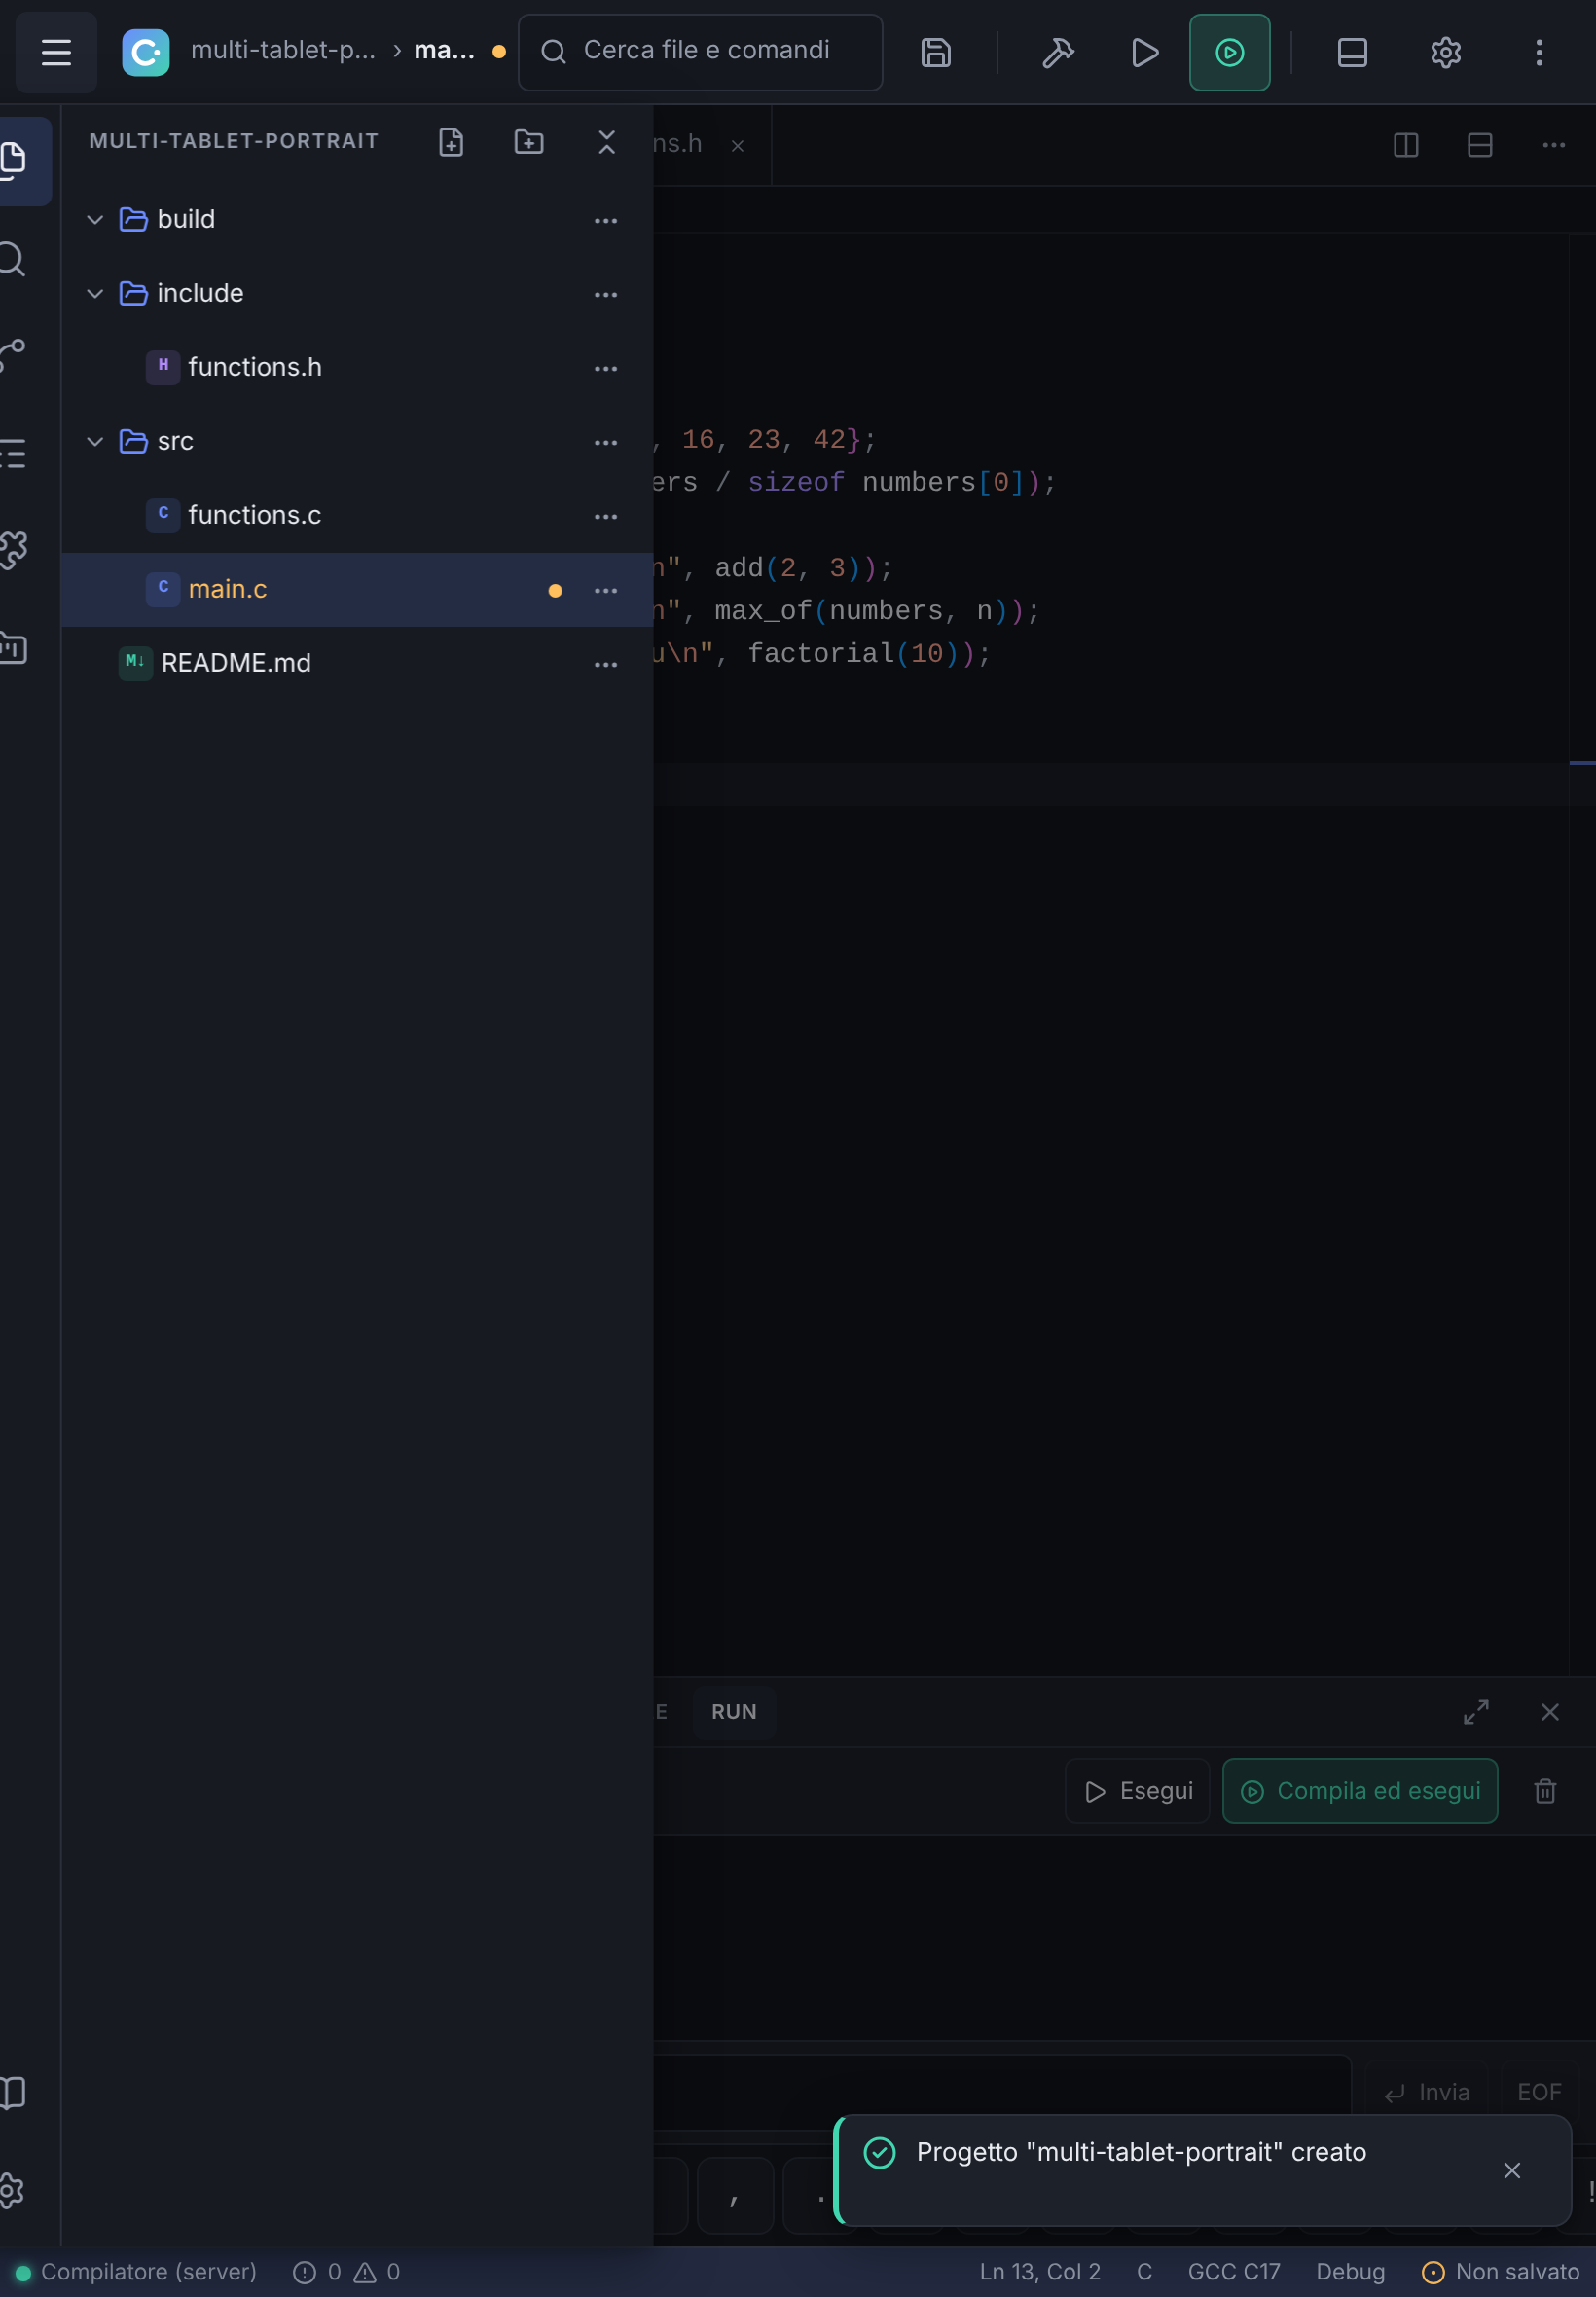 multi-tablet-p... › ma...
Cerca file e comandi
MULTI-TABLET-PORTRAIT
ns.h
build
include
H functions.h
src
, 16, 23, 42};
ers / sizeof numbers[0]);
C functions.c
n", add(2, 3));
C main.c
n", max_of(numbers, n));
u\n", factorial(10));
M↓ README.md
E RUN
Esegui
Compila ed esegui
Invia
EOF
Progetto "multi-tablet-portrait" creato
, . !
Compilatore (server) 0 0 Ln 13, Col 2 C GCC C17 Debug Non salvato